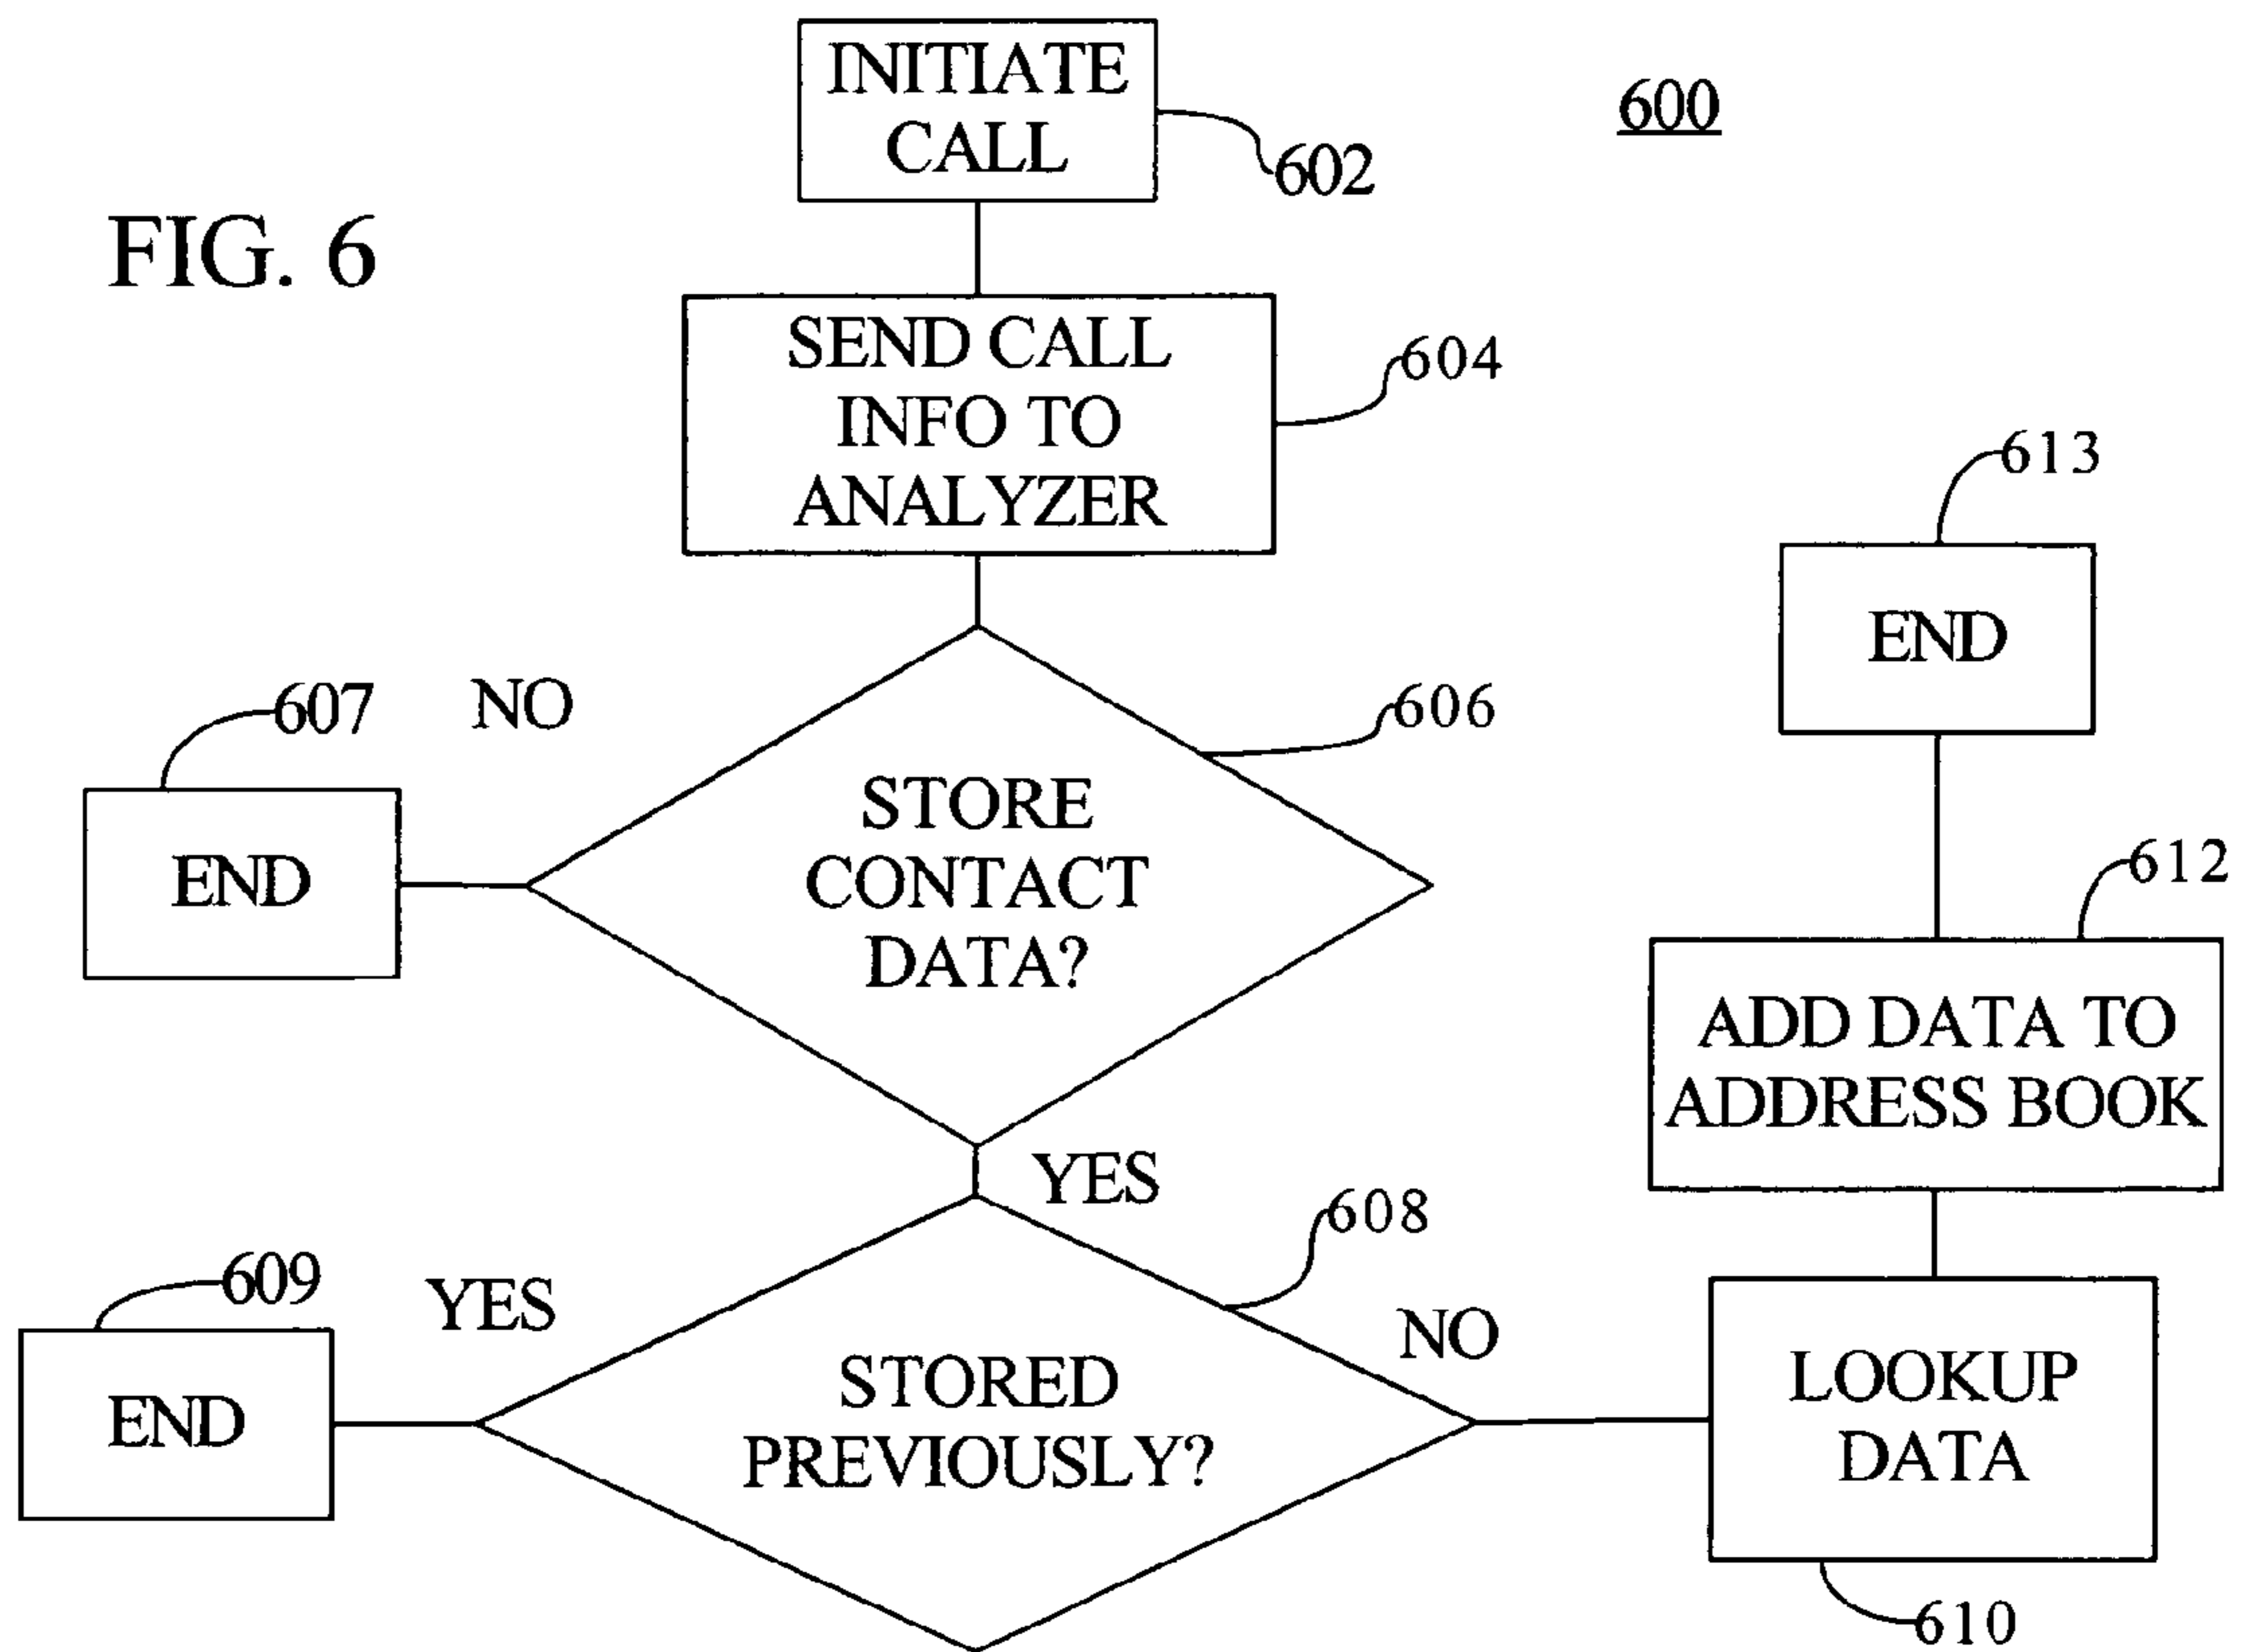 INITIATE
CALL
600
602
FIG. 6
SEND CALL
INFO TO
ANALYZER
604
613
END
607
NO
606
STORE
CONTACT
DATA?
END
612
ADD DATA TO
ADDRESS BOOK
YES
608
609
YES
NO
END
STORED
PREVIOUSLY?
LOOKUP
DATA
610